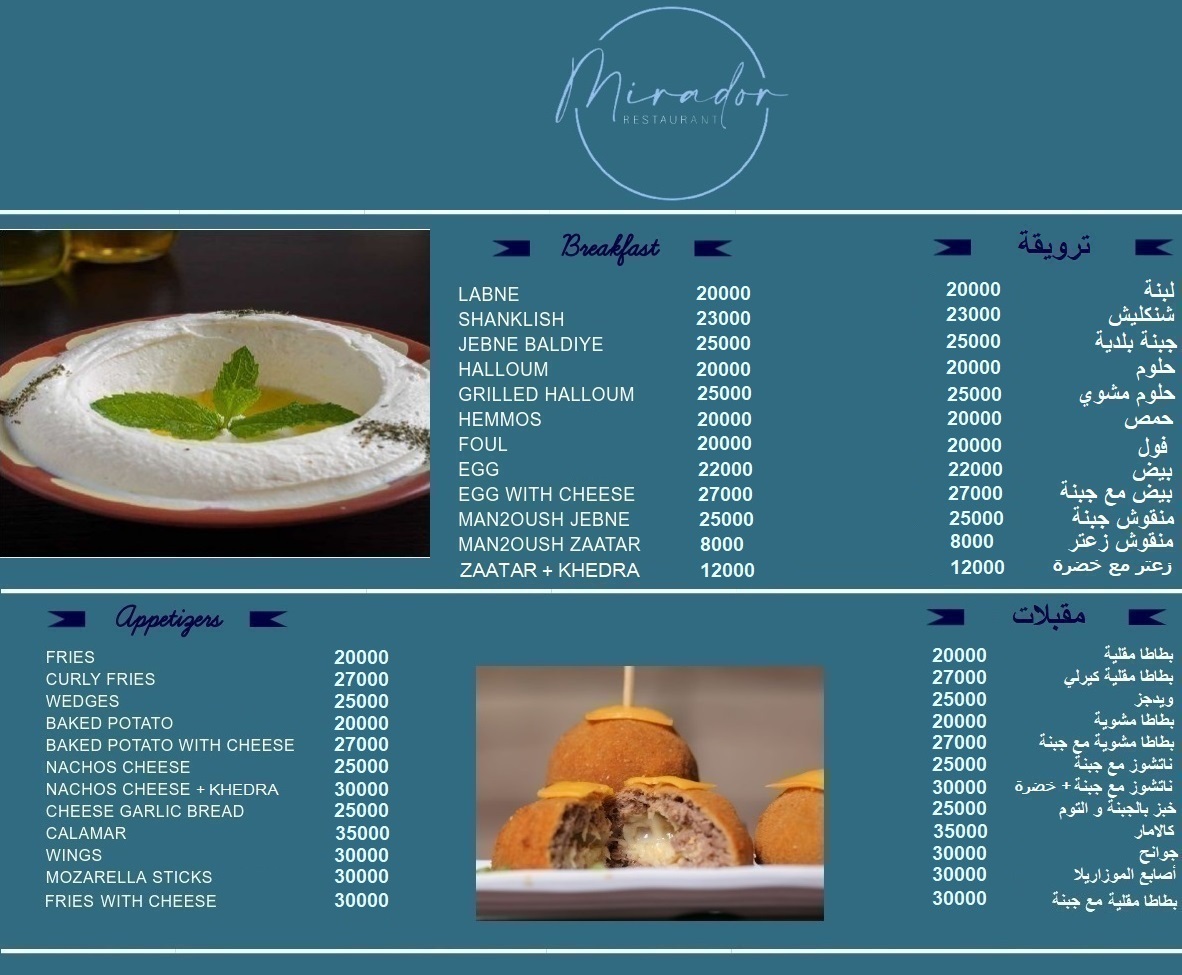 Mirador
RESTAURANT
Breakfast
LABNE 20000
SHANKLISH 23000
JEBNE BALDIYE 25000
HALLOUM 20000
GRILLED HALLOUM 25000
HEMMOS 20000
FOUL 20000
EGG 22000
EGG WITH CHEESE 27000
MAN2OUSH JEBNE 25000
MAN2OUSH ZAATAR 8000
ZAATAR + KHEDRA 12000
ترويقة
لبنة 20000
شنكليش 23000
جبنة بلدية 25000
حلوم 20000
حلوم مشوي 25000
حمص 20000
فول 20000
بيض 22000
بيض مع جبنة 27000
منقوش جبنة 25000
منقوش زعتر 8000
زعتر مع خضرة 12000
Appetizers
FRIES 20000
CURLY FRIES 27000
WEDGES 25000
BAKED POTATO 20000
BAKED POTATO WITH CHEESE 27000
NACHOS CHEESE 25000
NACHOS CHEESE + KHEDRA 30000
CHEESE GARLIC BREAD 25000
CALAMAR 35000
WINGS 30000
MOZARELLA STICKS 30000
FRIES WITH CHEESE 30000
مقبلات
بطاطا مقلية 20000
بطاطا مقلية كيرلي 27000
ويدجز 25000
بطاطا مشوية 20000
بطاطا مشوية مع جبنة 27000
ناتشوز مع جبنة 25000
ناتشوز مع جبنة + خضرة 30000
خبز بالجبنة و التوم 25000
كالامار 35000
جوانح 30000
أصابع الموزاريلا 30000
بطاطا مقلية مع جبنة 30000